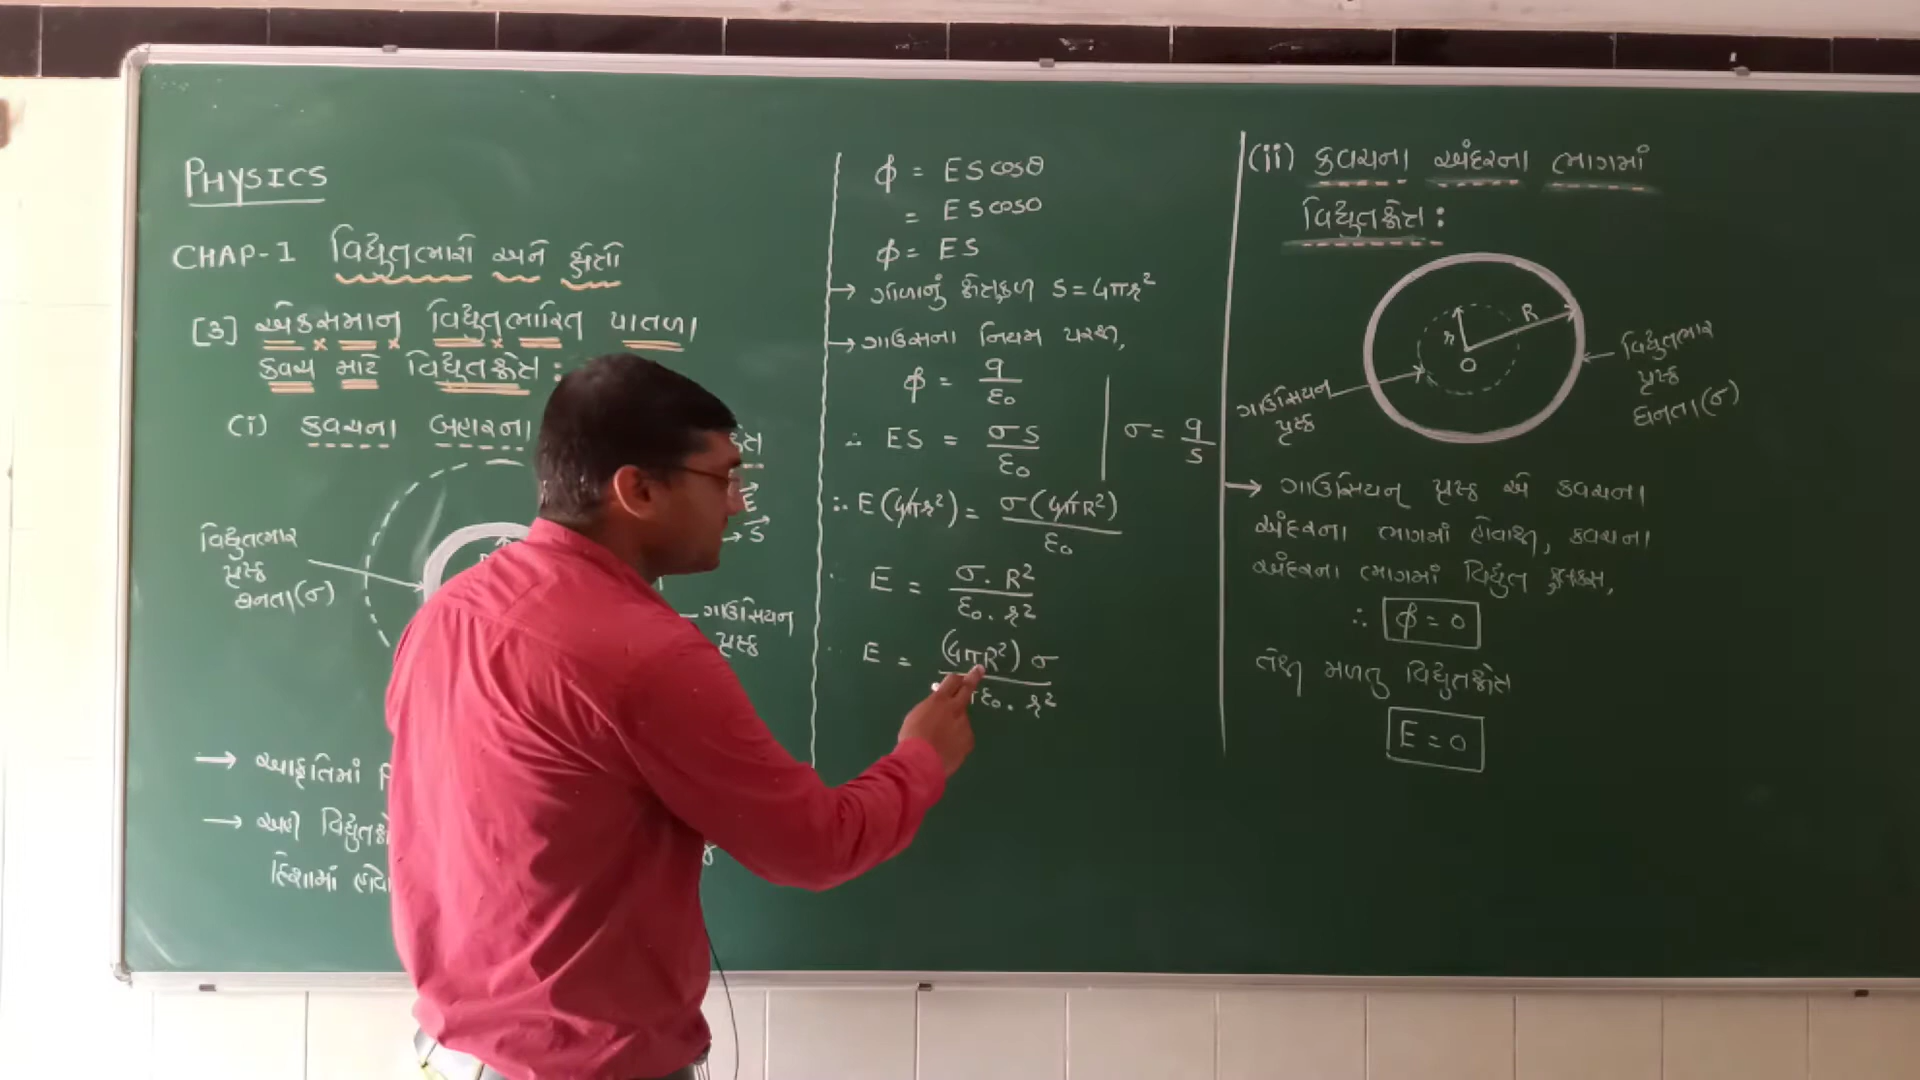 PHYSICS
CHAP-1 વિદ્યુતભારો અને ક્ષેત્રો
[3] એકસમાન વિદ્યુતભારિત પાતળા
કવચ માટે વિદ્યુતક્ષેત્ર :
(i) કવચના બહારના
E
S
વિદ્યુતભાર
પૃષ્ઠ
ઘનતા(σ)
ગાઉસિયન
પૃષ્ઠ
→ આકૃતિમાં
→ અહી
દિશામાં
ϕ = ES cosθ
= ES cos0
ϕ = ES
→ ગોળાનું ક્ષેત્રફળ S = 4πr²
→ ગાઉસના નિયમ પરથી,
ϕ = q/ε₀
∴ ES = σS/ε₀
σ = q/S
∴ E(4πr²) = σ(4πR²)/ε₀
E = σ.R²/ε₀.r²
E = (4πR²)σ/ε₀.r²
(ii) કવચના અંદરના ભાગમાં
વિદ્યુતક્ષેત્ર :
R
r
O
વિદ્યુતભાર
પૃષ્ઠ
ઘનતા(σ)
ગાઉસિયન
પૃષ્ઠ
→ ગાઉસિયન પૃષ્ઠ એ કવચના
અંદરના ભાગમાં હોવાથી, કવચના
અંદરના ભાગમાં વિદ્યુત ફ્લક્સ,
∴ ϕ = 0
તેથી મળતુ વિદ્યુતક્ષેત્ર
E = 0